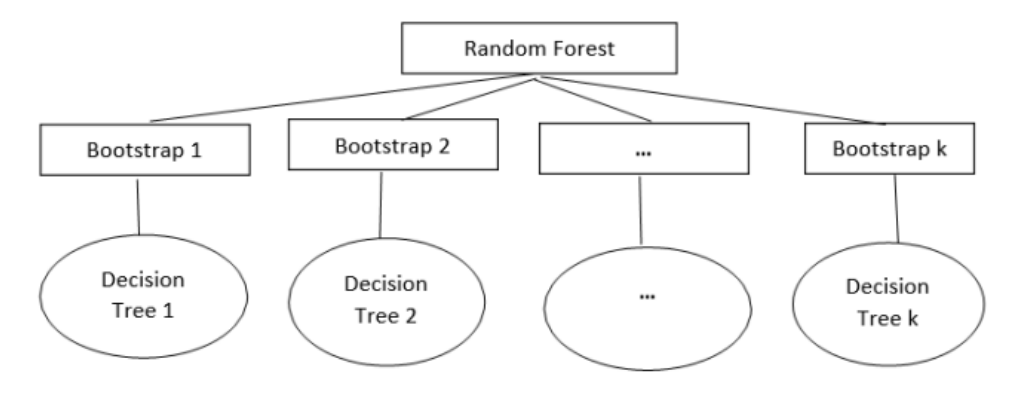 Random Forest
Bootstrap 1
Bootstrap 2
...
Bootstrap k
Decision
Tree 1
Decision
Tree 2
...
Decision
Tree k